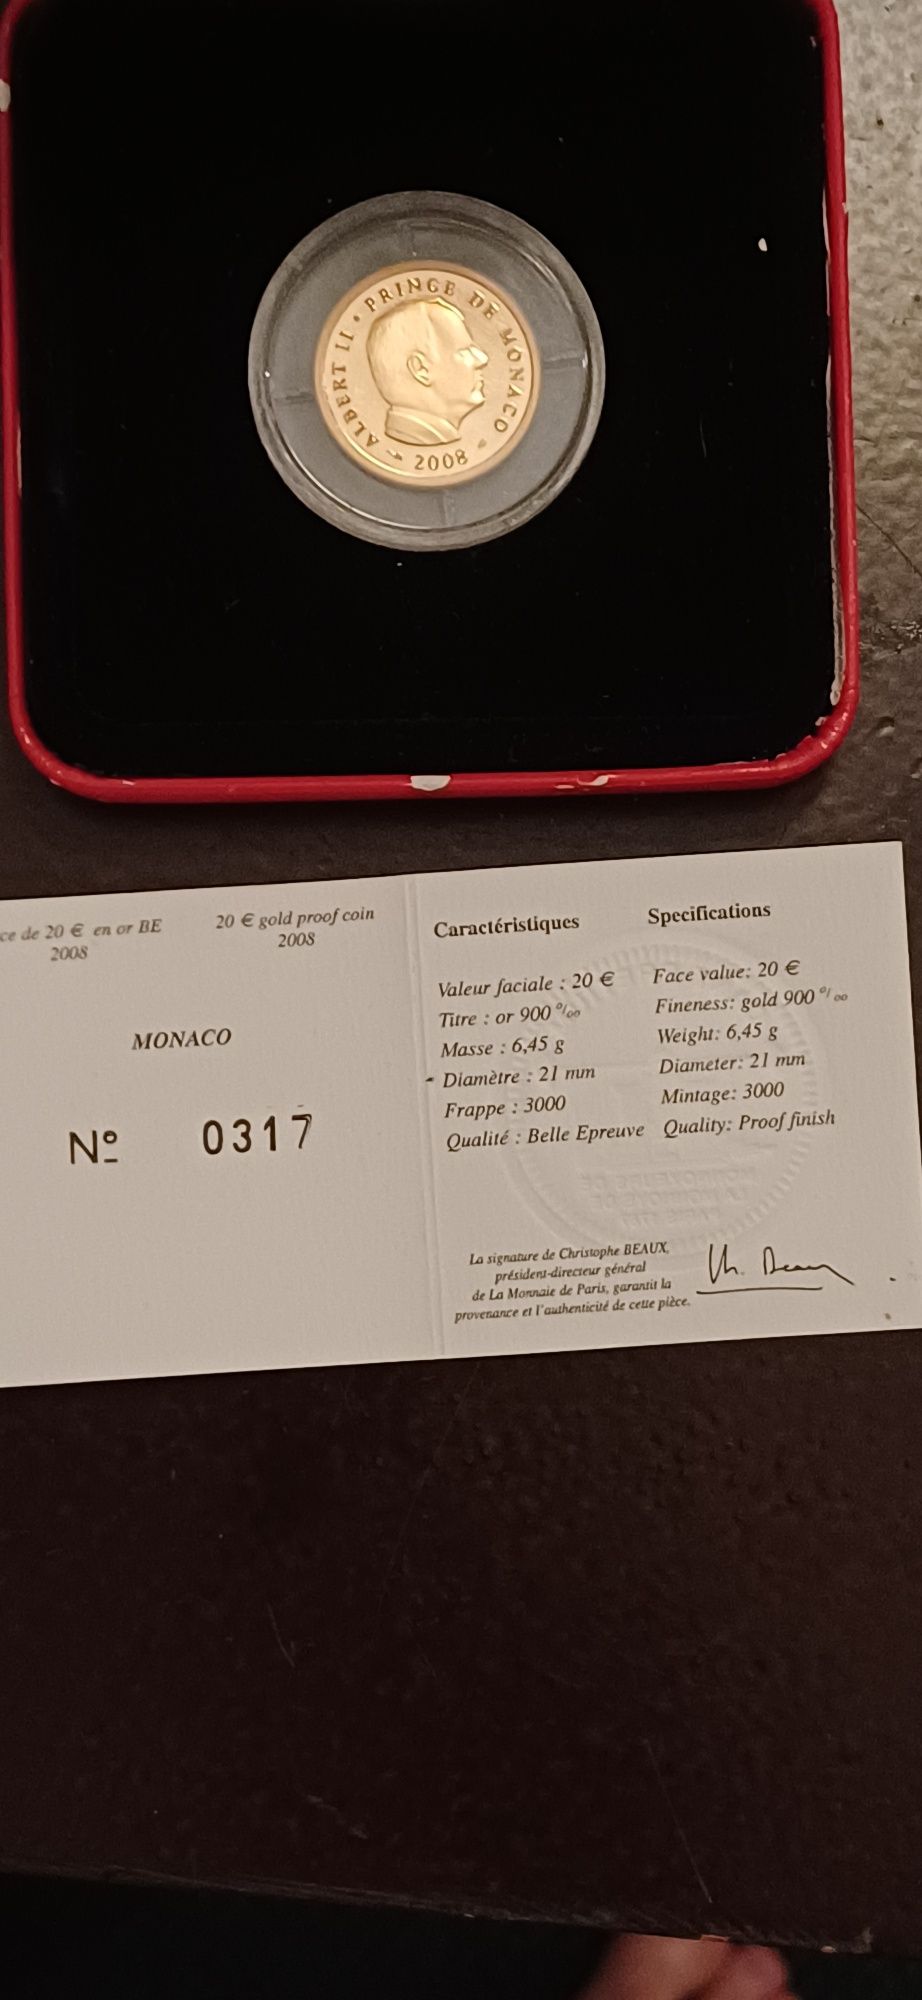 ALBERT II • PRINCE DE MONACO
2008
de 20 € en or BE
2008
20 € gold proof coin
2008
MONACO
Nº 0317
Caractéristiques
Valeur faciale : 20 €
Titre : or 900 ‰
Masse : 6,45 g
- Diamètre : 21 mm
Frappe : 3000
Qualité : Belle Epreuve
Specifications
Face value: 20 €
Fineness: gold 900 ‰
Weight: 6,45 g
Diameter: 21 mm
Mintage: 3000
Quality: Proof finish
La signature de Christophe BEAUX,
président-directeur général
de La Monnaie de Paris, garantit la
provenance et l'authenticité de cette pièce.